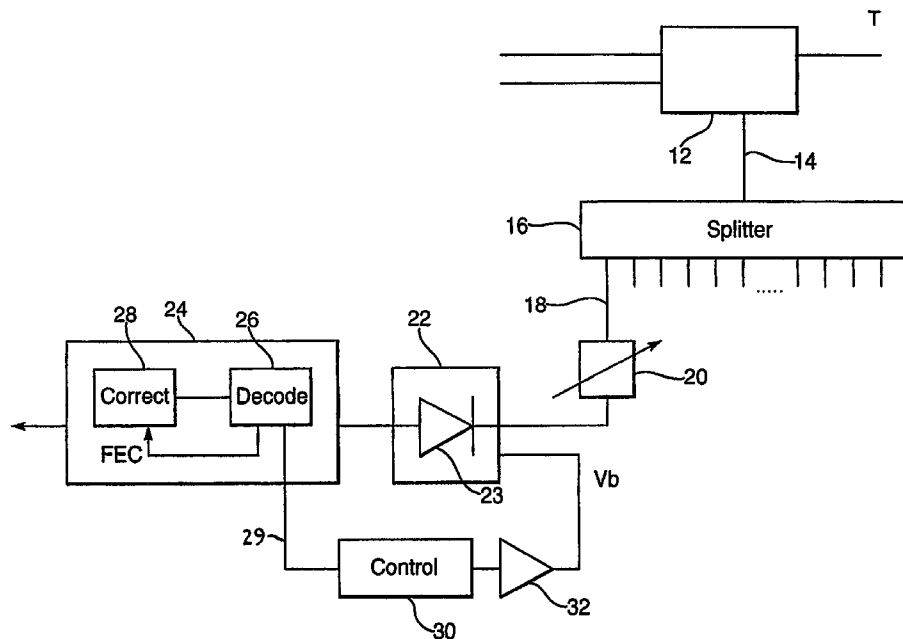 T
12
14
16
Splitter
.....
18
20
28
24
26
22
Correct
Decode
FEC
23
Vb
29
Control
30
32